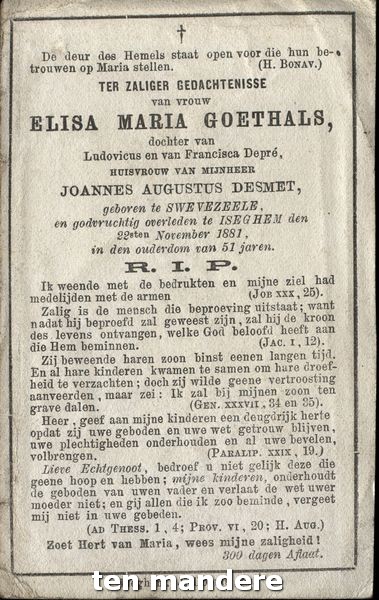 De deur des Hemels staat open voor die hun be-
trouwen op Maria stellen. (H. BONAV.)
TER ZALIGER GEDACHTENISSE
van vrouw
ELISA MARIA GOETHALS,
dochter van
Ludovicus en van Francisca Depré,
HUISVROUW VAN MIJNHEER
JOANNES AUGUSTUS DESMET,
geboren te SWEVEZEELE,
en godvruchtig overleden te ISEGHEM den
22sten November 1881,
in den ouderdom van 51 jaren.
R. I. P.
Ik weende met de bedrukten en mijne ziel had
medelijden met de armen (JOB XXX, 25).
Zalig is de mensch die beproeving uitstaat; want
nadat hij beproefd zal geweest zijn, zal hij de kroon
des levens ontvangen, welke God beloofd heeft aan
die Hem beminnen. (JAC. I, 12).
Zij beweende haren zoon binst eenen langen tijd.
En al hare kinderen kwamen te samen om hare droef-
heid te verzachten; doch zij wilde geene vertroosting
aanveerden, maar zei: Ik zal bij mijnen zoon ten
grave dalen. (GEN. XXXVII, 34 en 35).
Heer, geef aan mijne kinderen een deugdrijk herte
opdat zij uwe geboden en uwe wet getrouw blijven,
uwe plechtigheden onderhouden en al uwe bevelen,
volbrengen. (PARALIP. XXIX, 19.)
Lieve Echtgenoot, bedroef u niet gelijk deze die
geene hoop en hebben; mijne kinderen, onderhoudt
de geboden van uwen vader en verlaat de wet uwer
moeder niet; en gij allen die ik zoo beminde, vergeet
mij niet in uwe gebeden.
(AD THESS. I, 4; PROV. VI, 20; H. AUG.)
Zoet Hert van Maria, wees mijne zaligheid!
300 dagen Aflaat.
ten mandere